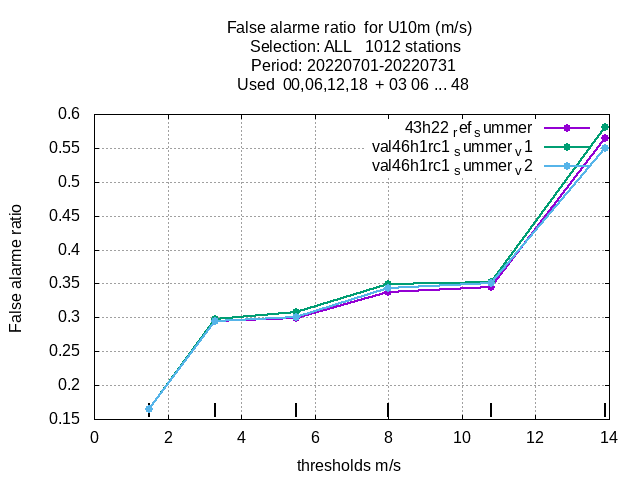 False alarme ratio  for U10m (m/s)
Selection: ALL   1012 stations
Period: 20220701-20220731
Used  00,06,12,18  + 03 06 ... 48
0.6
43h22 ref summer
val46h1rc1 summer v1
0.55
val46h1rc1 summer v2
0.5
0.45
0.4
0.35
0.3
0.25
0.2
0.15
False alarme ratio
0 2 4 6 8 10 12 14
thresholds m/s